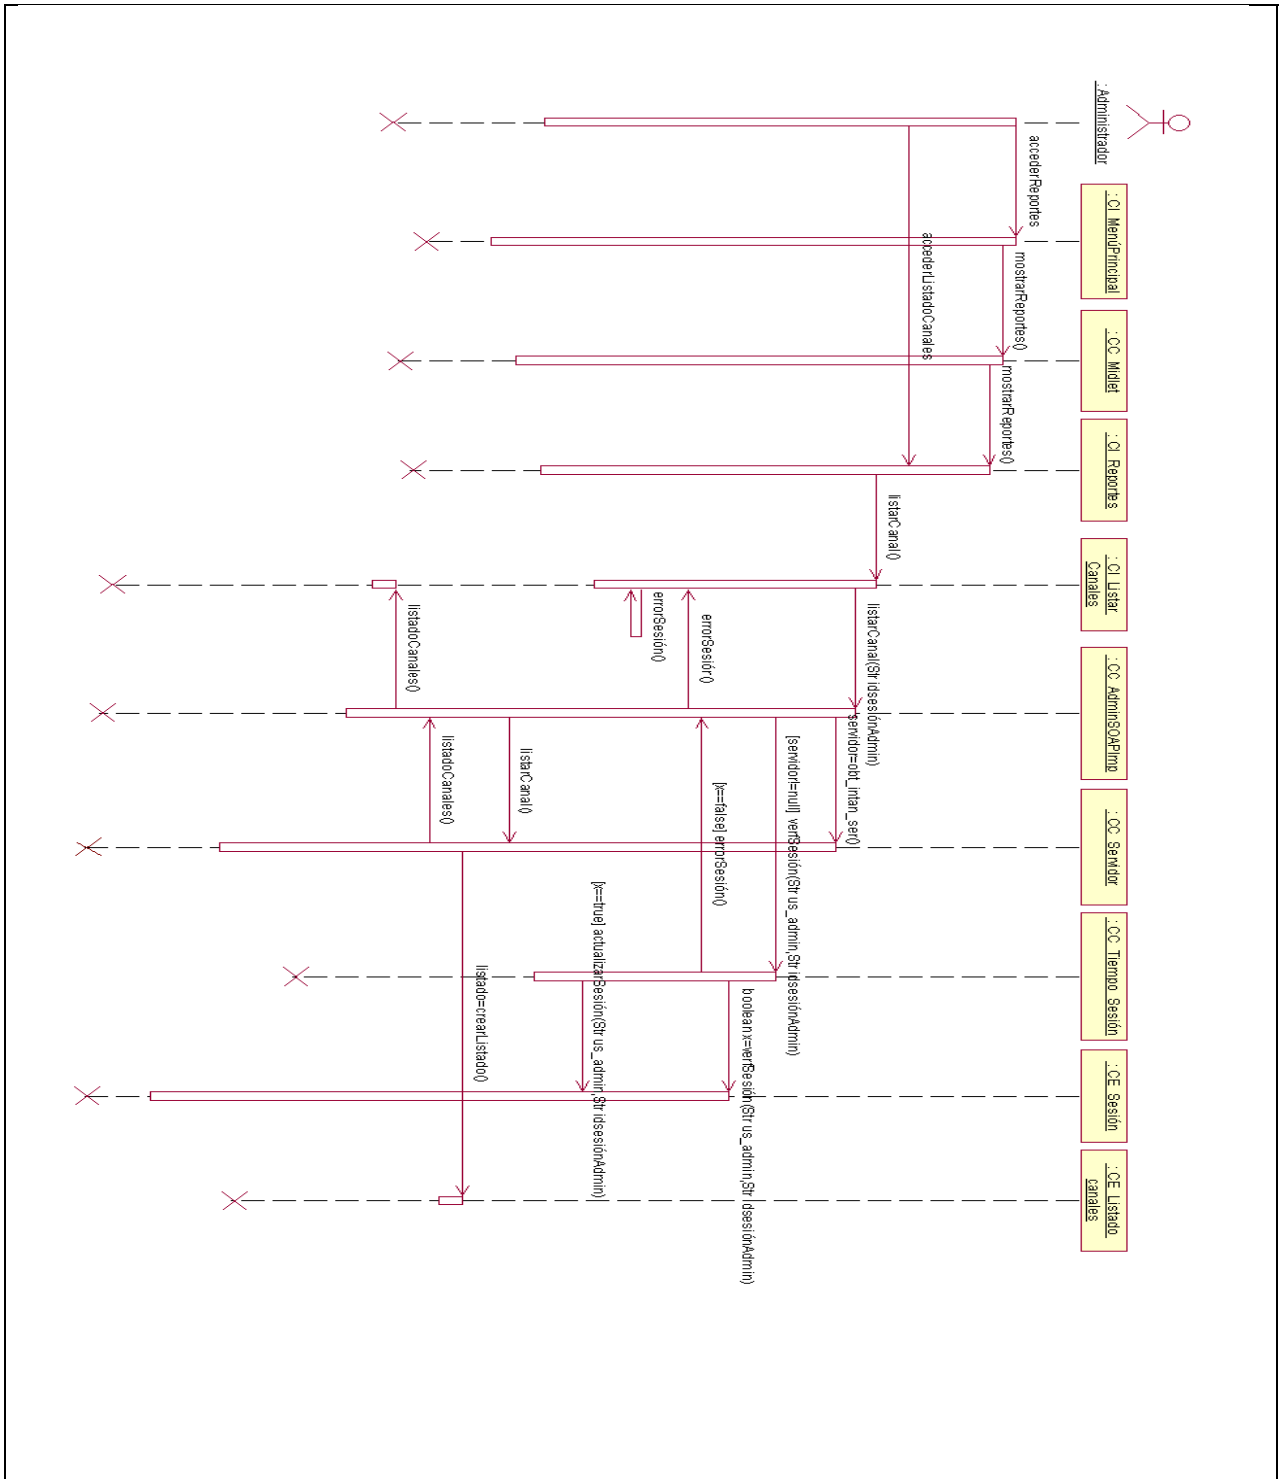 : Administrador
: CI_MenúPrincipal
: CC_Midlet
: CI_Reportes
: CI_Listar
Canales
: CC_AdminSOAPImp
: CC_Servidor
: CC_Tiempo_Sesión
: CE_Sesión
: CE_Listado
canales
accederReportes
mostrarReportes()
mostrarReportes()
accederListadoCanales
listarCanal()
listarCanal(Str idsesiónAdmin)
servidor=obt_intan_ser()
[servidor!=null] verifSesión(Str us_admin,Str idsesiónAdmin)
boolean x=verifSesión(Str us_admin,Str idsesiónAdmin)
[x==false] errorSesión()
errorSesión()
errorSesión()
[x==true] actualizarSesión(Str us_admin,Str idsesiónAdmin)
listarCanal()
listado=crearListado()
listadoCanales()
listadoCanales()